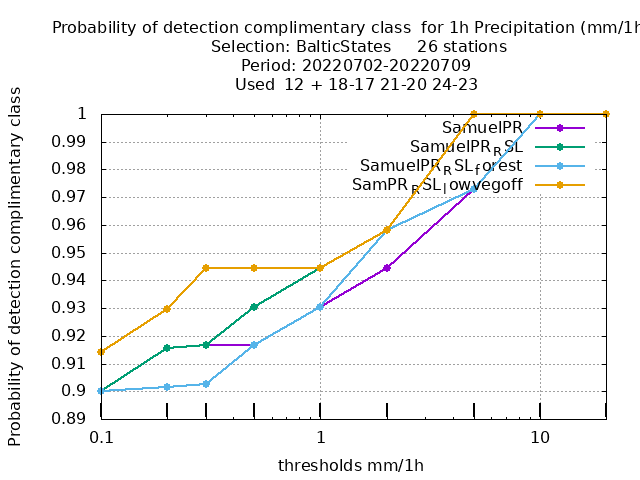 Probability of detection complimentary class  for 1h Precipitation (mm/1h
Selection: BalticStates     26 stations
Period: 20220702-20220709
Used  12 + 18-17 21-20 24-23
Probability of detection complimentary class
1
0.99
0.98
0.97
0.96
0.95
0.94
0.93
0.92
0.91
0.9
0.89
SamuelPR
SamuelPR_RSL
SamuelPR_RSL_forest
SamPR_RSL_lowvegoff
0.1
1
10
thresholds mm/1h